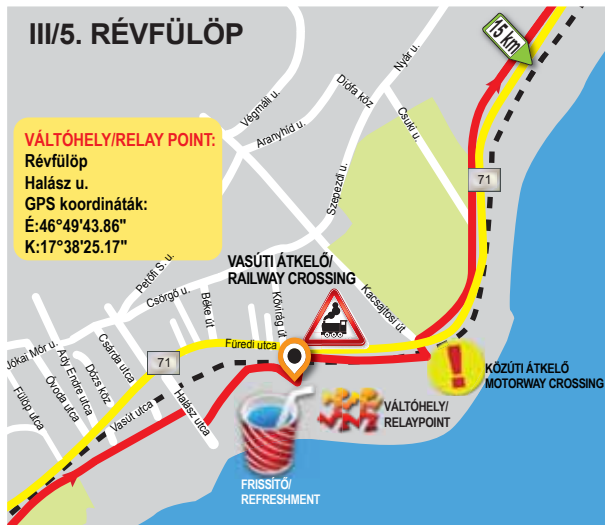 III/5. RÉVFÜLÖP
15 km
VÁLTÓHELY/RELAY POINT:
Révfülöp
Halász u.
GPS koordináták:
É:46°49'43.86"
K:17°38'25.17"
Végmáli u.
Aranyhíd u.
Diófa köz
Nyár u.
Csuki u.
Szepezdi u.
71
VASÚTI ÁTKELŐ/
RAILWAY CROSSING
Petőfi S. u.
Csörgő u.
Béke út
Kővirág út
Kacsajtosi út
Füredi utca
71
Jókai Mór u.
Ady Endre utca
Csárda utca
Dózs köz
Óvoda utca
Fülöp utca
Vasút utca
Halász utca
KÖZÚTI ÁTKELŐ
MOTORWAY CROSSING
VÁLTÓHELY/
RELAYPOINT
FRISSÍTŐ/
REFRESHMENT